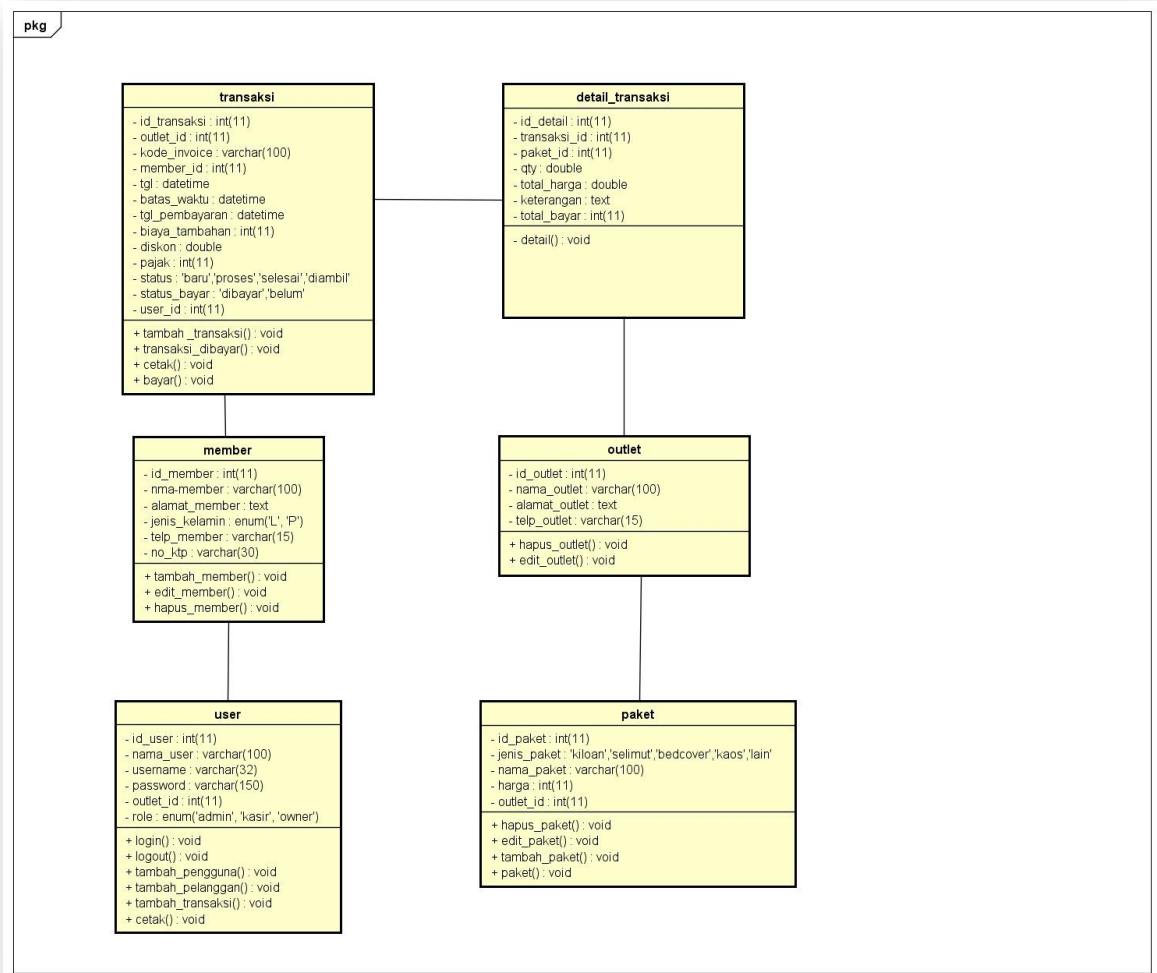 pkg
transaksi
- id_transaksi : int(11)
- outlet_id : int(11)
- kode_invoice : varchar(100)
- member_id : int(11)
- tgl : datetime
- batas_waktu : datetime
- tgl_pembayaran : datetime
- biaya_tambahan : int(11)
- diskon : double
- pajak : int(11)
- status : 'baru','proses','selesai','diambil'
- status_bayar : 'dibayar','belum'
- user_id : int(11)
+ tambah _transaksi() : void
+ transaksi_dibayar() : void
+ cetak() : void
+ bayar() : void
detail_transaksi
- id_detail : int(11)
- transaksi_id : int(11)
- paket_id : int(11)
- qty : double
- total_harga : double
- keterangan : text
- total_bayar : int(11)
- detail() : void
member
- id_member : int(11)
- nma-member : varchar(100)
- alamat_member : text
- jenis_kelamin : enum('L', 'P')
- telp_member : varchar(15)
- no_ktp : varchar(30)
+ tambah_member() : void
+ edit_member() : void
+ hapus_member() : void
outlet
- id_outlet : int(11)
- nama_outlet : varchar(100)
- alamat_outlet : text
- telp_outlet : varchar(15)
+ hapus_outlet() : void
+ edit_outlet() : void
user
- id_user : int(11)
- nama_user : varchar(100)
- username : varchar(32)
- password : varchar(150)
- outlet_id : int(11)
- role : enum('admin', 'kasir', 'owner')
+ login() : void
+ logout() : void
+ tambah_pengguna() : void
+ tambah_pelanggan() : void
+ tambah_transaksi() : void
+ cetak() : void
paket
- id_paket : int(11)
- jenis_paket : 'kiloan','selimut','bedcover','kaos','lain'
- nama_paket : varchar(100)
- harga : int(11)
- outlet_id : int(11)
+ hapus_paket() : void
+ edit_paket() : void
+ tambah_paket() : void
+ paket() : void